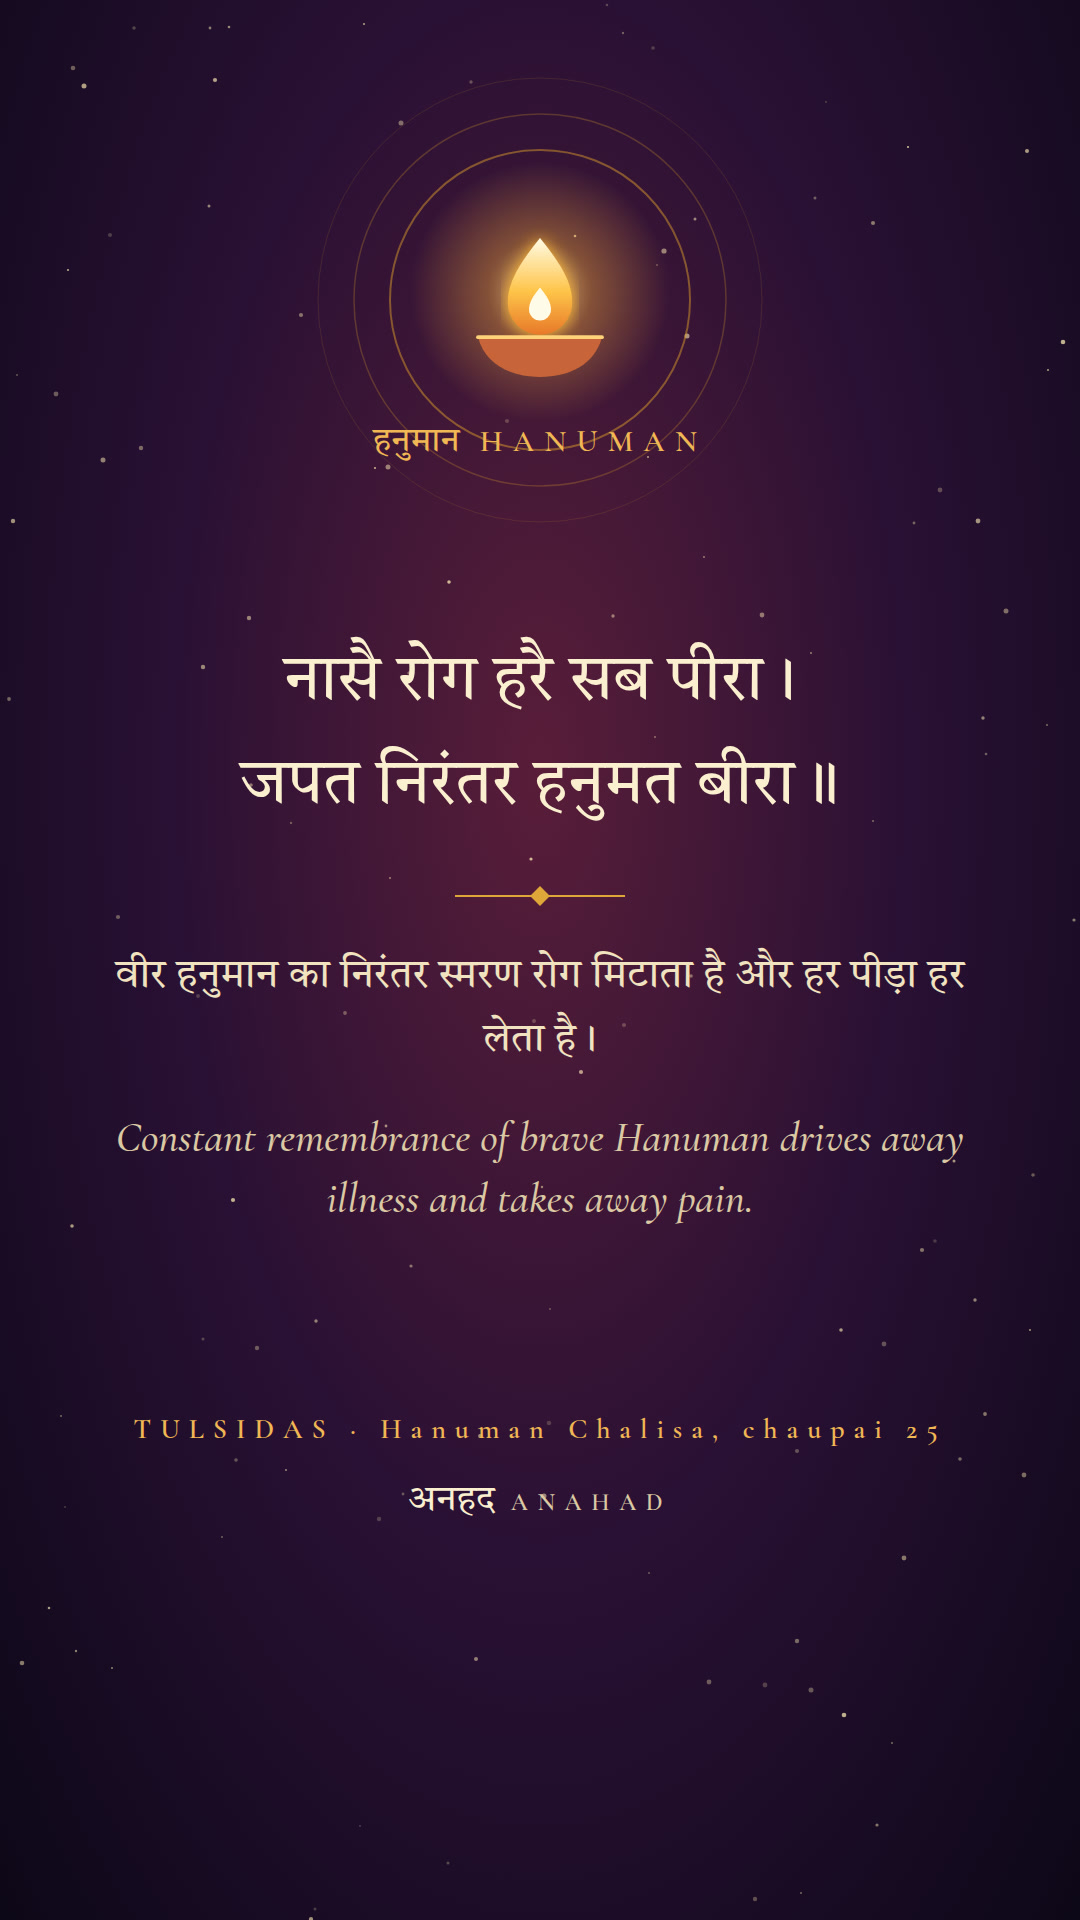 हनुमान HANUMAN
नासै रोग हरै सब पीरा।
जपत निरंतर हनुमत बीरा॥
वीर हनुमान का निरंतर स्मरण रोग मिटाता है और हर पीड़ा हर
लेता है।
Constant remembrance of brave Hanuman drives away
illness and takes away pain.
TULSIDAS · Hanuman Chalisa, chaupai 25
अनहद ANAHAD